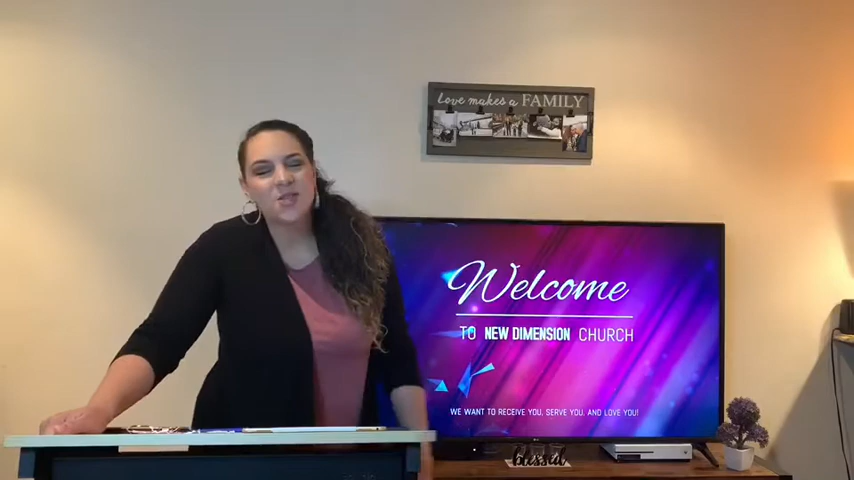 Love makes a FAMILY
Welcome
TO NEW DIMENSION CHURCH
WE WANT TO RECEIVE YOU, SERVE YOU, AND LOVE YOU!
LG
blessed